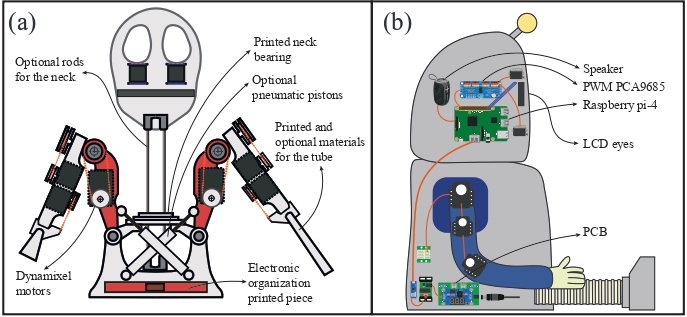 (a)
Optional rods
for the neck
Printed neck
bearing
Optional
pneumatic pistons
Printed and
optional materials
for the tube
Dynamixel
motors
Electronic
organization
printed piece
(b)
Speaker
PWM PCA9685
Raspberry pi-4
LCD eyes
PCB